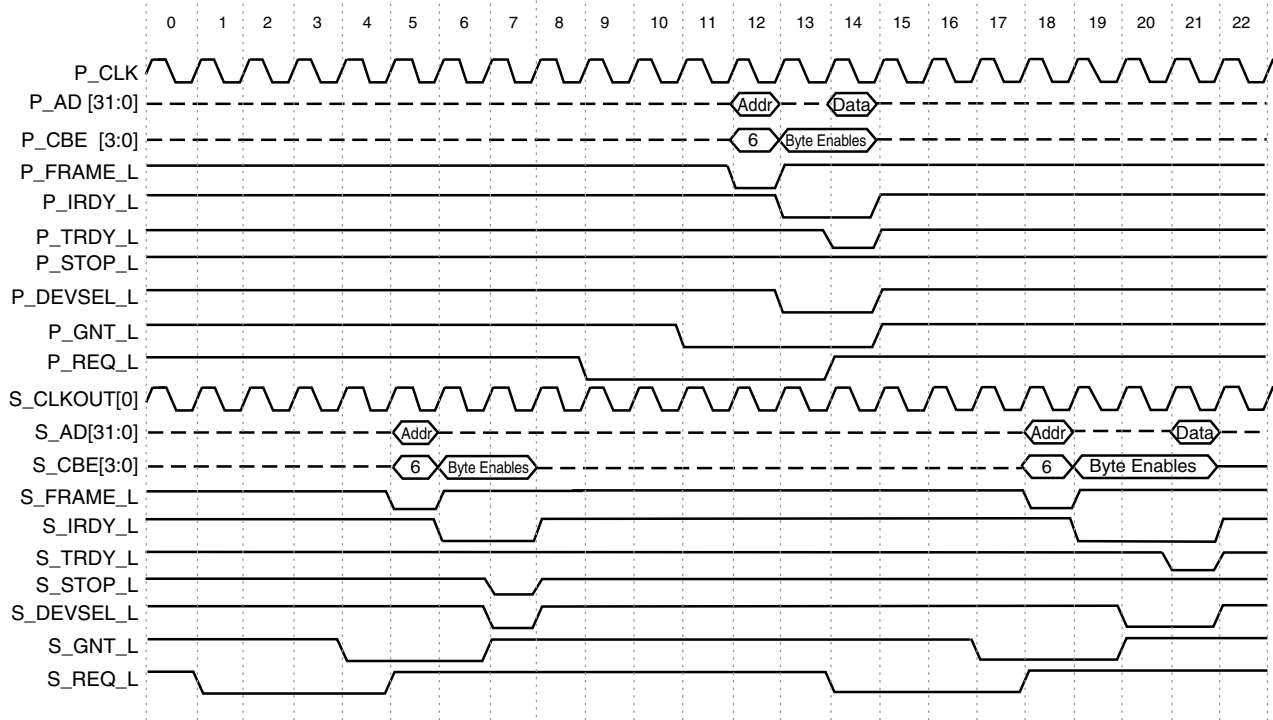 0 1 2 3 4 5 6 7 8 9 10 11 12 13 14 15 16 17 18 19 20 21 22
P_CLK
P_AD [31:0] Addr Data
P_CBE [3:0] 6 Byte Enables
P_FRAME_L
P_IRDY_L
P_TRDY_L
P_STOP_L
P_DEVSEL_L
P_GNT_L
P_REQ_L
S_CLKOUT[0]
S_AD[31:0] Addr Addr Data
S_CBE[3:0] 6 Byte Enables 6 Byte Enables
S_FRAME_L
S_IRDY_L
S_TRDY_L
S_STOP_L
S_DEVSEL_L
S_GNT_L
S_REQ_L